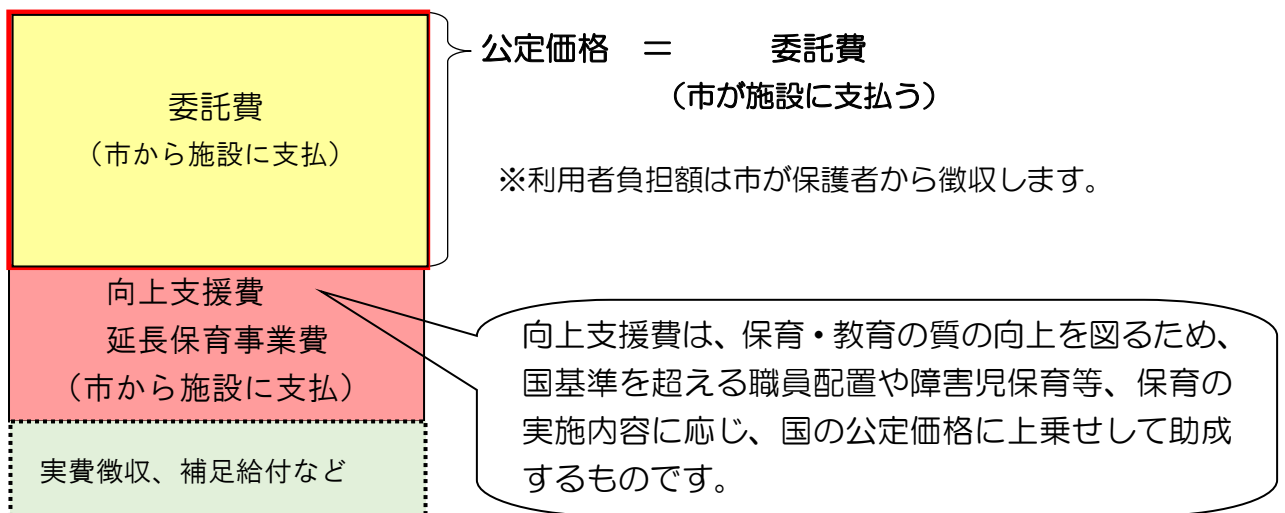 委託費
（市から施設に支払）
公定価格　＝　　委託費
（市が施設に支払う）
※利用者負担額は市が保護者から徴収します。
向上支援費
延長保育事業費
（市から施設に支払）
向上支援費は、保育・教育の質の向上を図るため、
国基準を超える職員配置や障害児保育等、保育の
実施内容に応じ、国の公定価格に上乗せして助成
するものです。
実費徴収、補足給付など